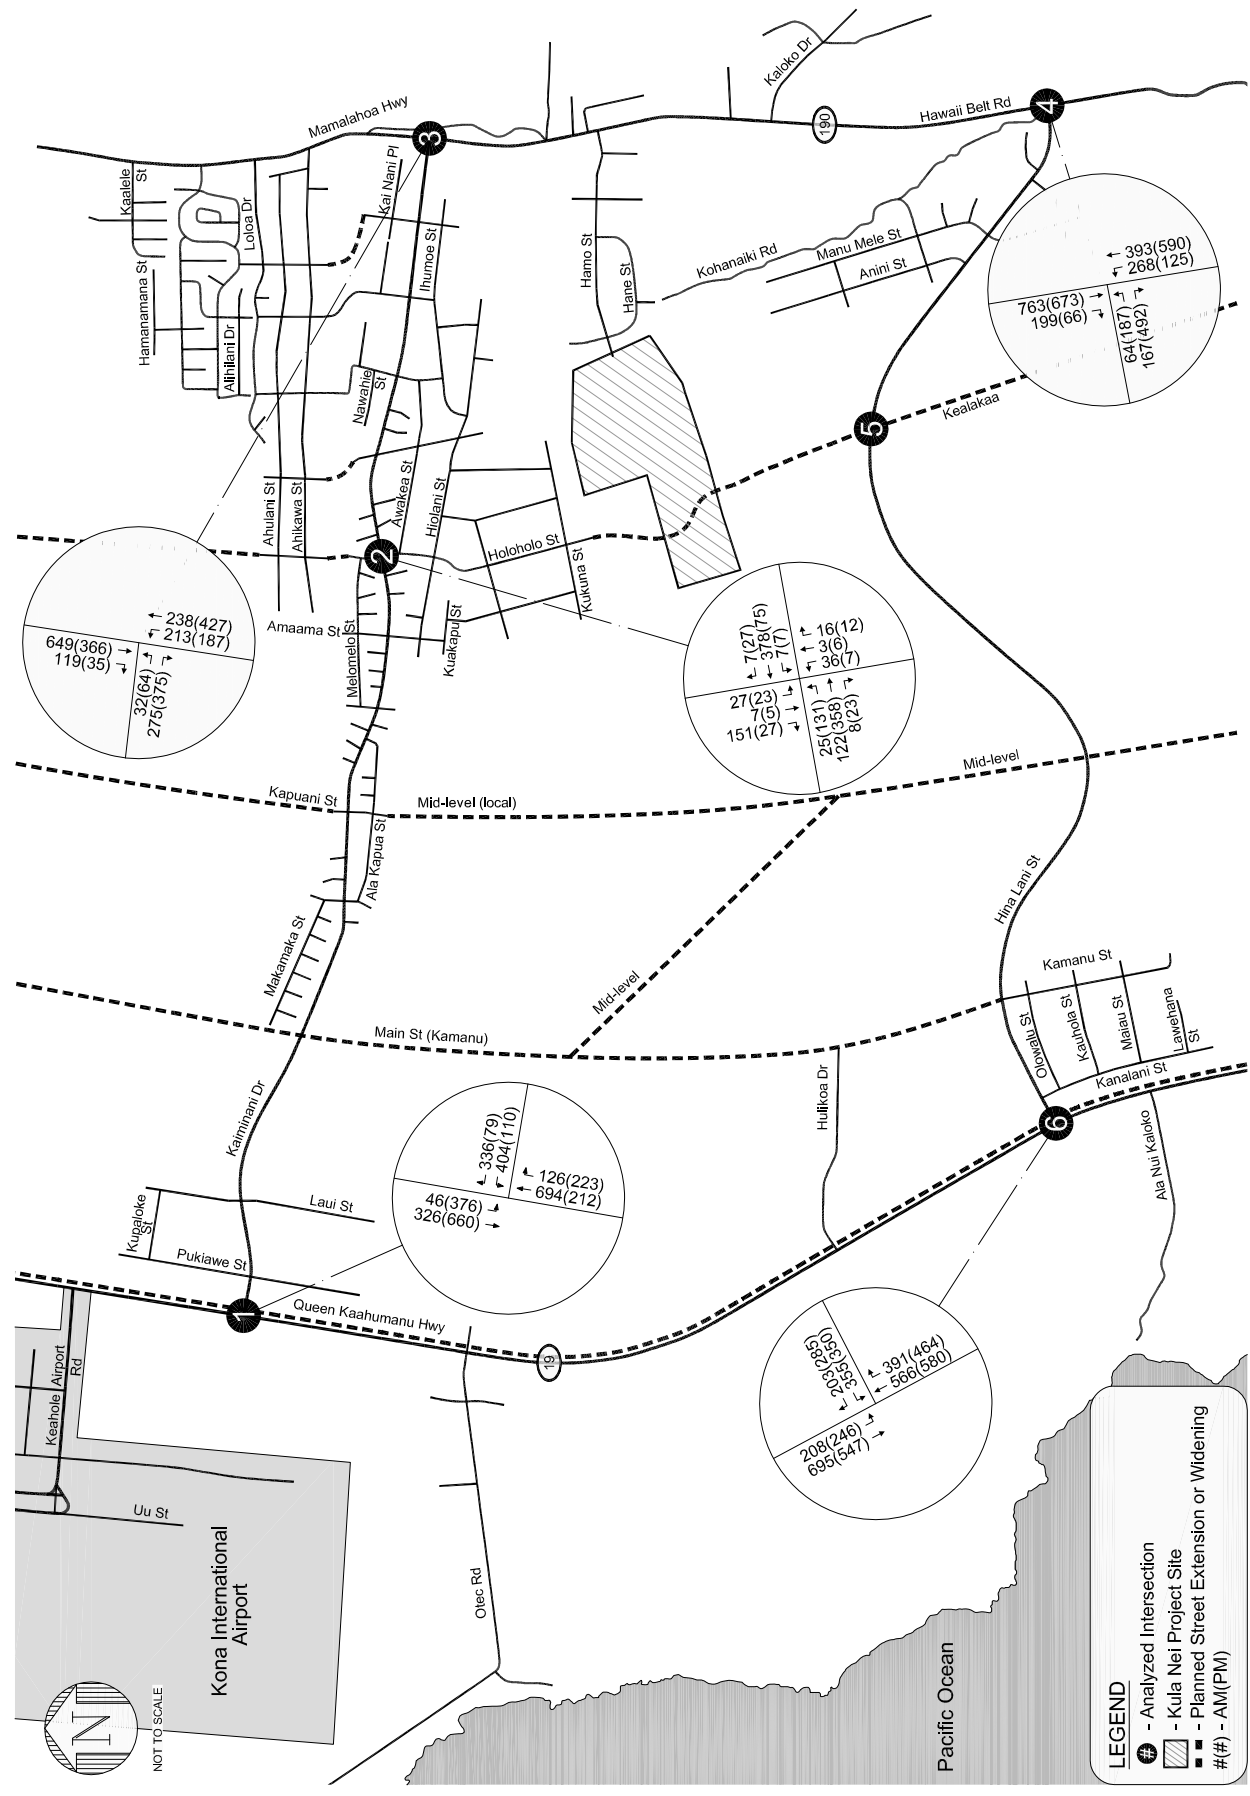 Kaalele
St
Mamalahoa Hwy
Kaloko Dr
Hawaii Belt Rd
190
3
4
Kai Nani Pl
Loloa Dr
Hamanamana St
Alihilani Dr
Ihumoe St
Hamo St
Hane St
Kohanaiki Rd
Manu Mele St
Anini St
Nawahie
St
393(590)
268(125)
763(673)
199(66)
64(187)
167(492)
Kealakaa
5
Ahulani St
Ahikawa St
Awakea St
Hiolani St
Holoholo St
Kukuna St
2
Amaama St
Melomelo St
Kuakapu St
238(427)
213(187)
649(366)
119(35)
32(64)
275(375)
7(27)
378(75)
7(7)
16(12)
3(6)
36(7)
27(23)
7(5)
151(27)
25(131)
122(358)
8(23)
Kapuani St
Mid-level (local)
Mid-level
Ala Kapua St
Makamaka St
Hina Lani St
Mid-level
Main St (Kamanu)
Kamanu St
Olowalu St
Kauhola St
Maiau St
Lawehana
St
Kanalani St
Kaiminani Dr
Hulikoa Dr
6
Ala Nui Kaloko
Kupaloke
St
Laui St
Pukiawe St
336(79)
404(110)
126(223)
694(212)
46(376)
326(660)
1
Queen Kaahumanu Hwy
19
Keahole Airport
Rd
Uu St
Kona International
Airport
Otec Rd
203(285)
355(350)
391(464)
566(580)
208(246)
695(547)
Pacific Ocean
N
NOT TO SCALE
LEGEND
# - Analyzed Intersection
- Kula Nei Project Site
- Planned Street Extension or Widening
#(#) - AM(PM)